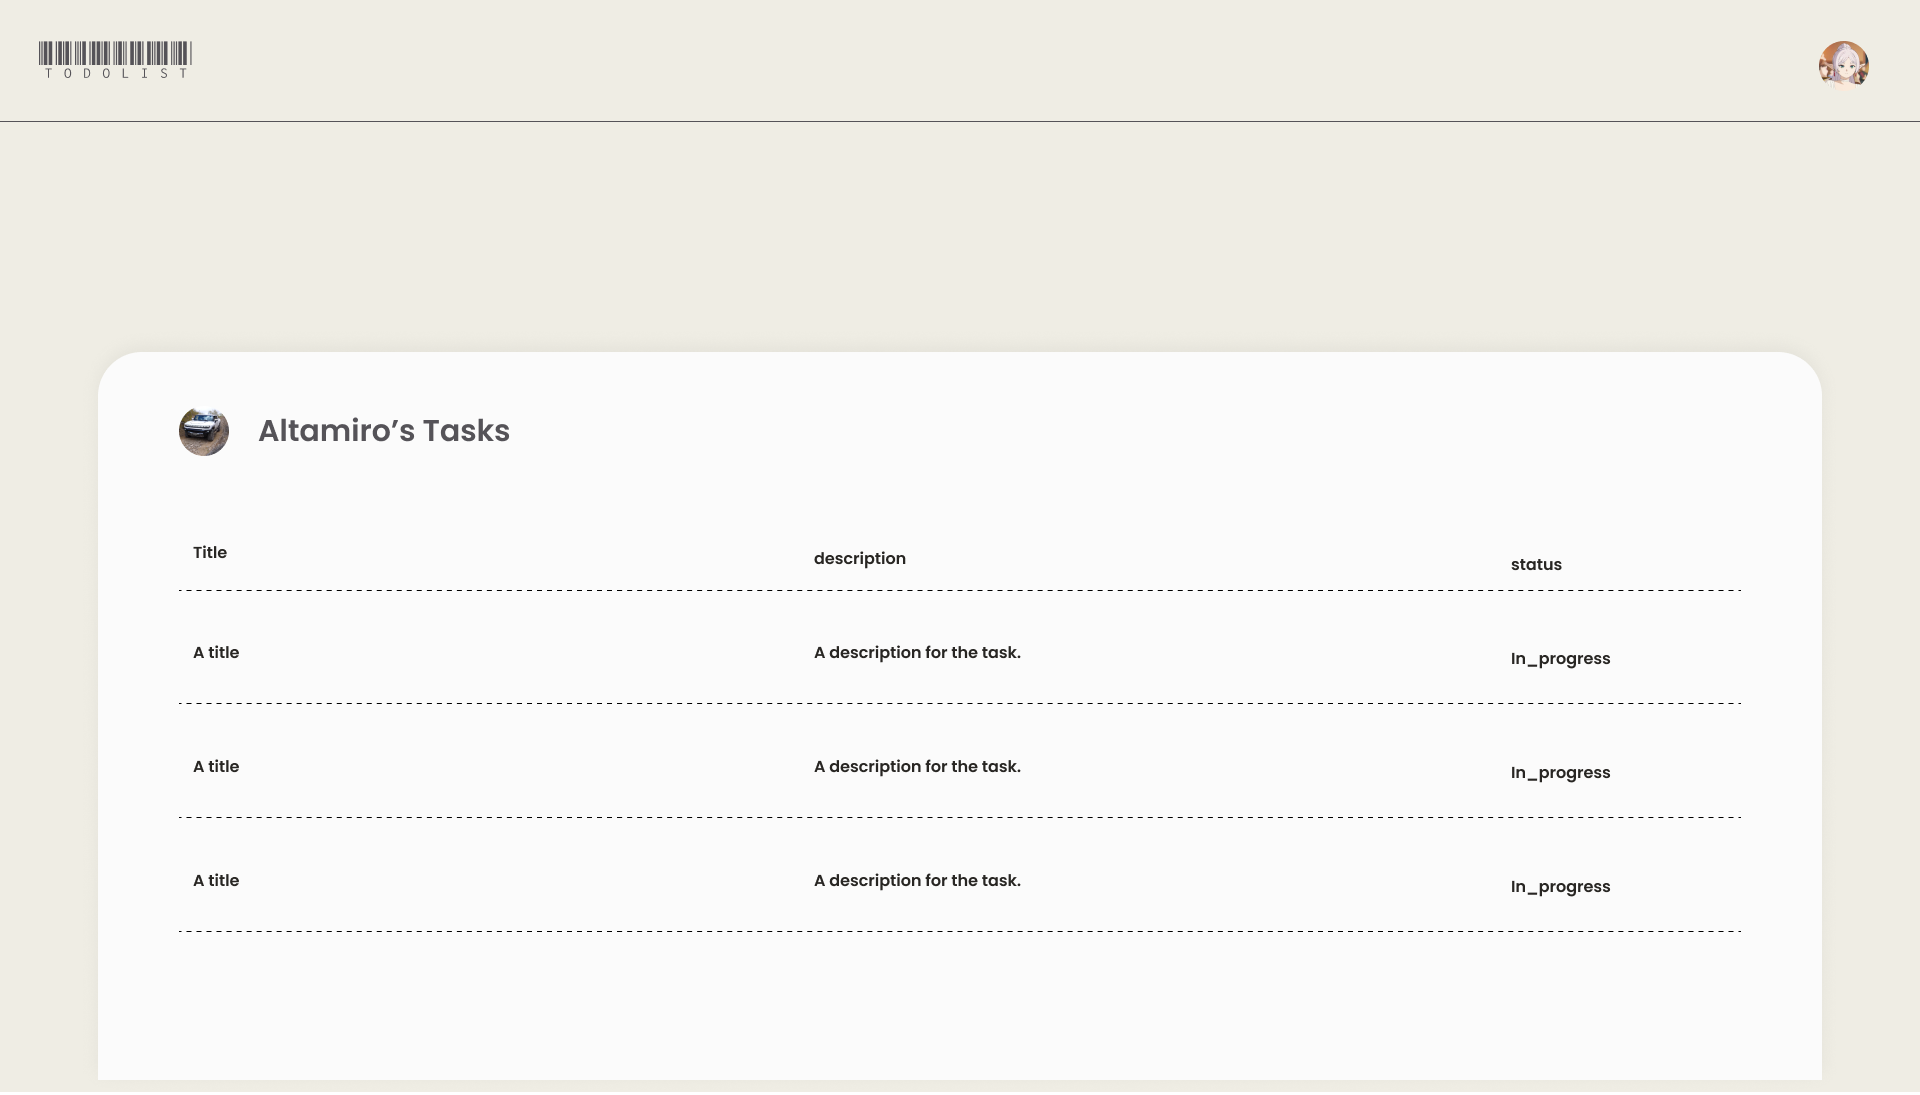 TODOLIST
Altamiro’s Tasks
Title description status
A title A description for the task. In_progress
A title A description for the task. In_progress
A title A description for the task. In_progress